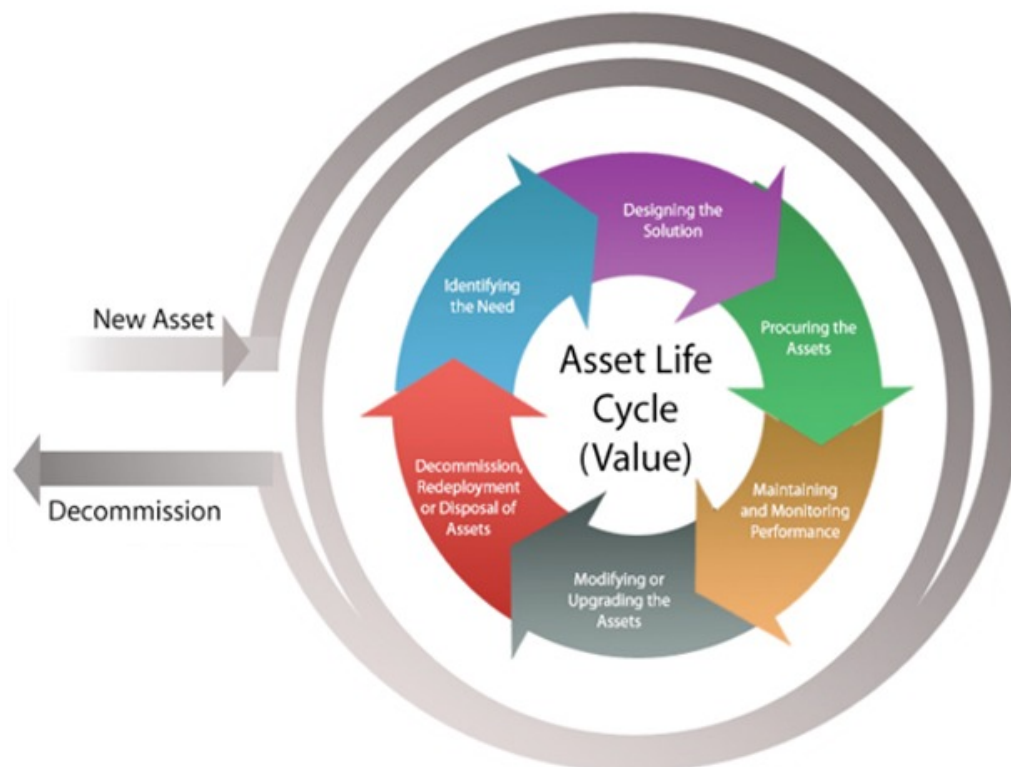 New Asset
Decommission
Identifying
the Need
Designing the
Solution
Procuring the
Assets
Maintaining
and Monitoring
Performance
Modifying or
Upgrading the
Assets
Decommission,
Redeployment
or Disposal of
Assets
Asset Life
Cycle
(Value)